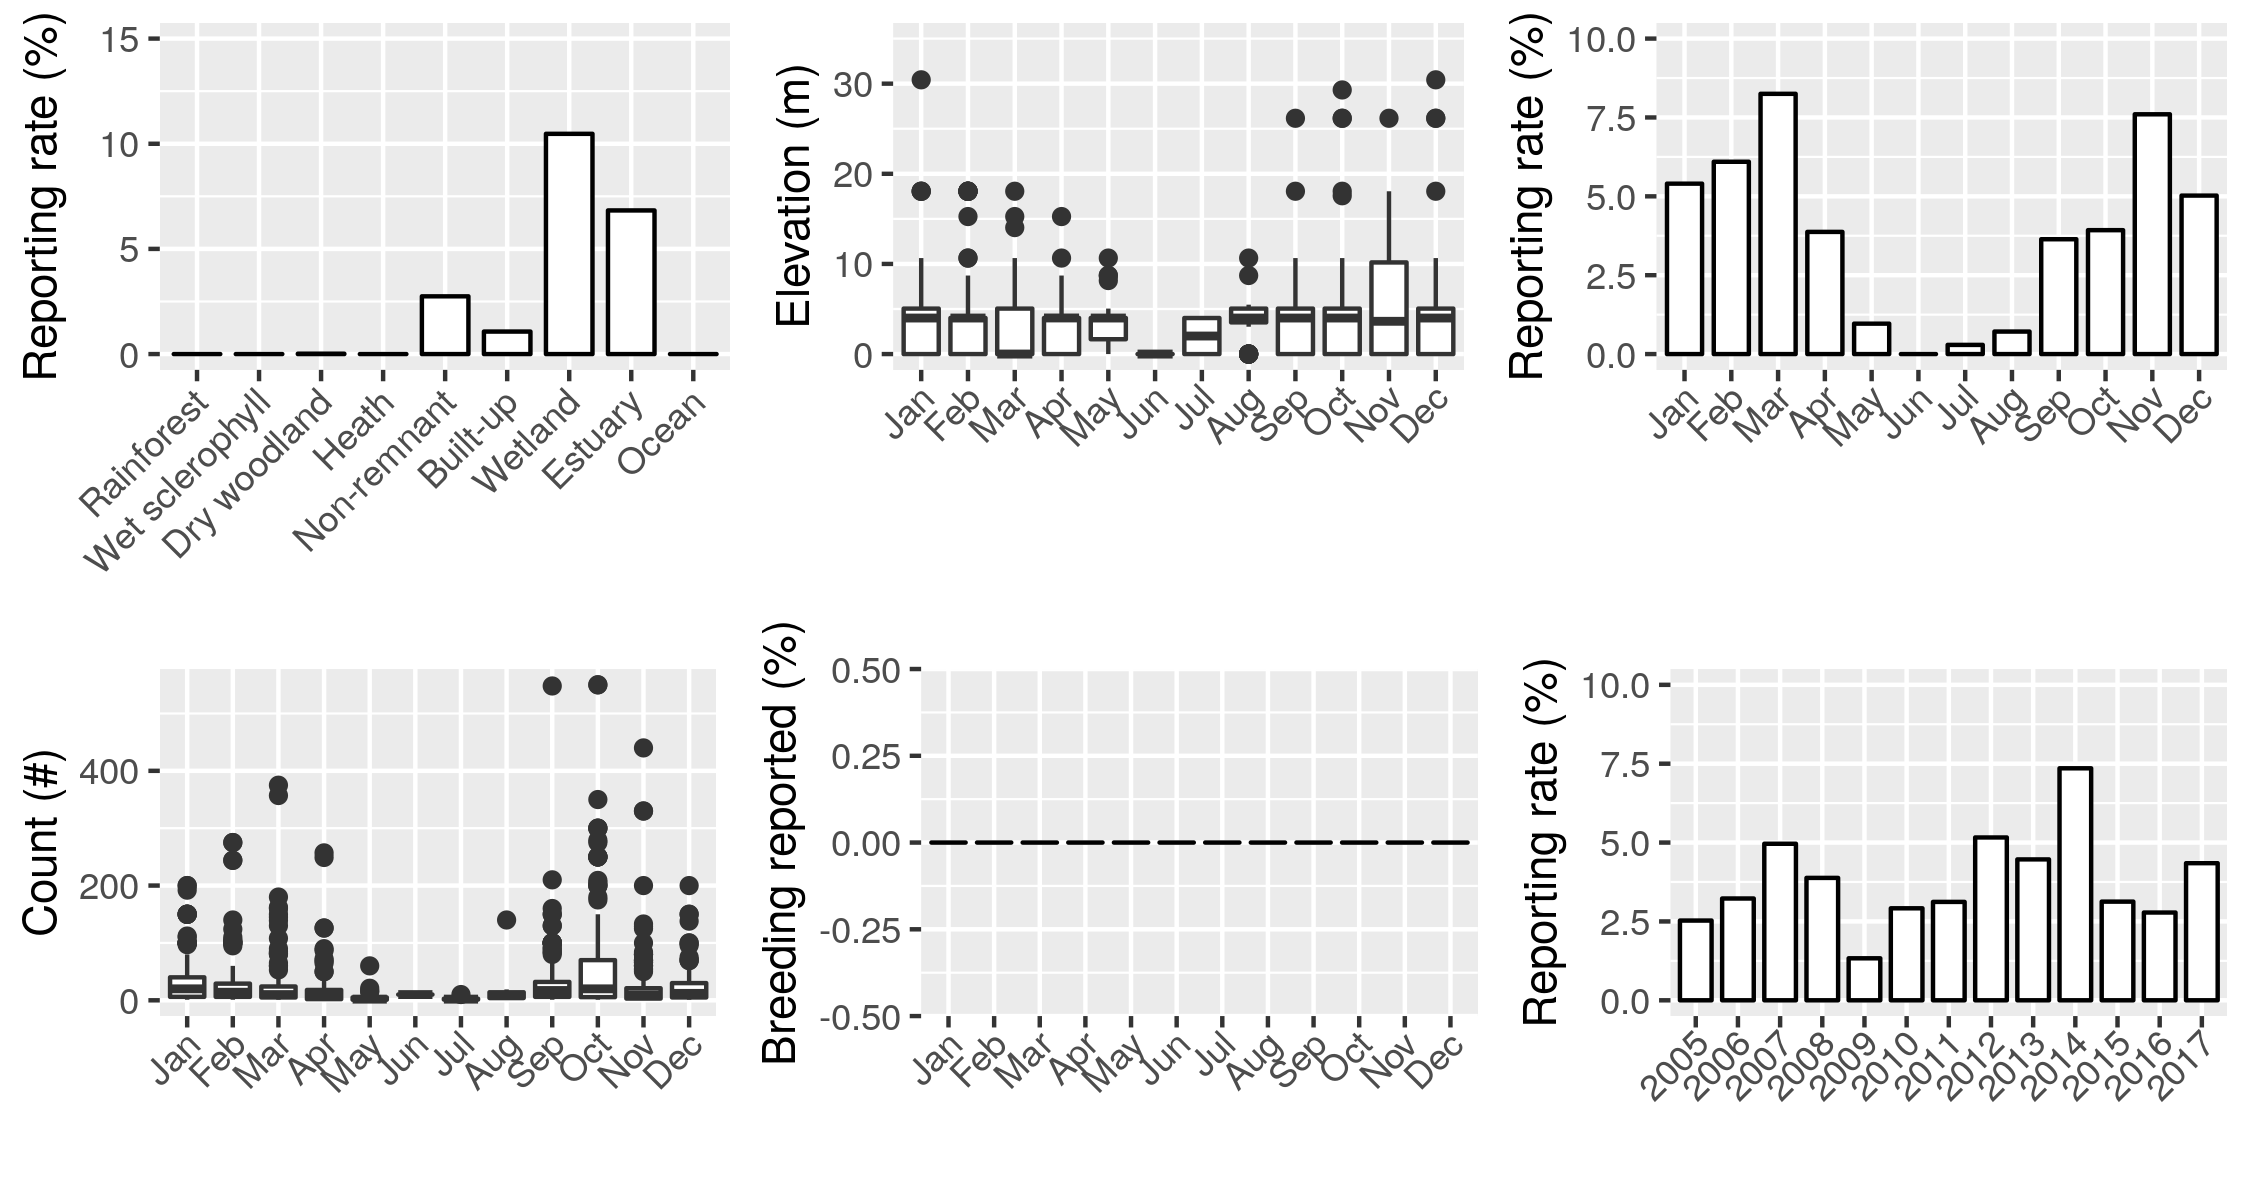 Reporting rate (%)
15
10
5
0
Rainforest
Wet sclerophyll
Dry woodland
Heath
Non-remnant
Built-up
Wetland
Estuary
Ocean
Elevation (m)
30
20
10
0
Jan
Feb
Mar
Apr
May
Jun
Jul
Aug
Sep
Oct
Nov
Dec
Reporting rate (%)
10.0
7.5
5.0
2.5
0.0
Jan
Feb
Mar
Apr
May
Jun
Jul
Aug
Sep
Oct
Nov
Dec
Count (#)
400
200
0
Jan
Feb
Mar
Apr
May
Jun
Jul
Aug
Sep
Oct
Nov
Dec
Breeding reported (%)
0.50
0.25
0.00
-0.25
-0.50
Jan
Feb
Mar
Apr
May
Jun
Jul
Aug
Sep
Oct
Nov
Dec
Reporting rate (%)
10.0
7.5
5.0
2.5
0.0
2005
2006
2007
2008
2009
2010
2011
2012
2013
2014
2015
2016
2017